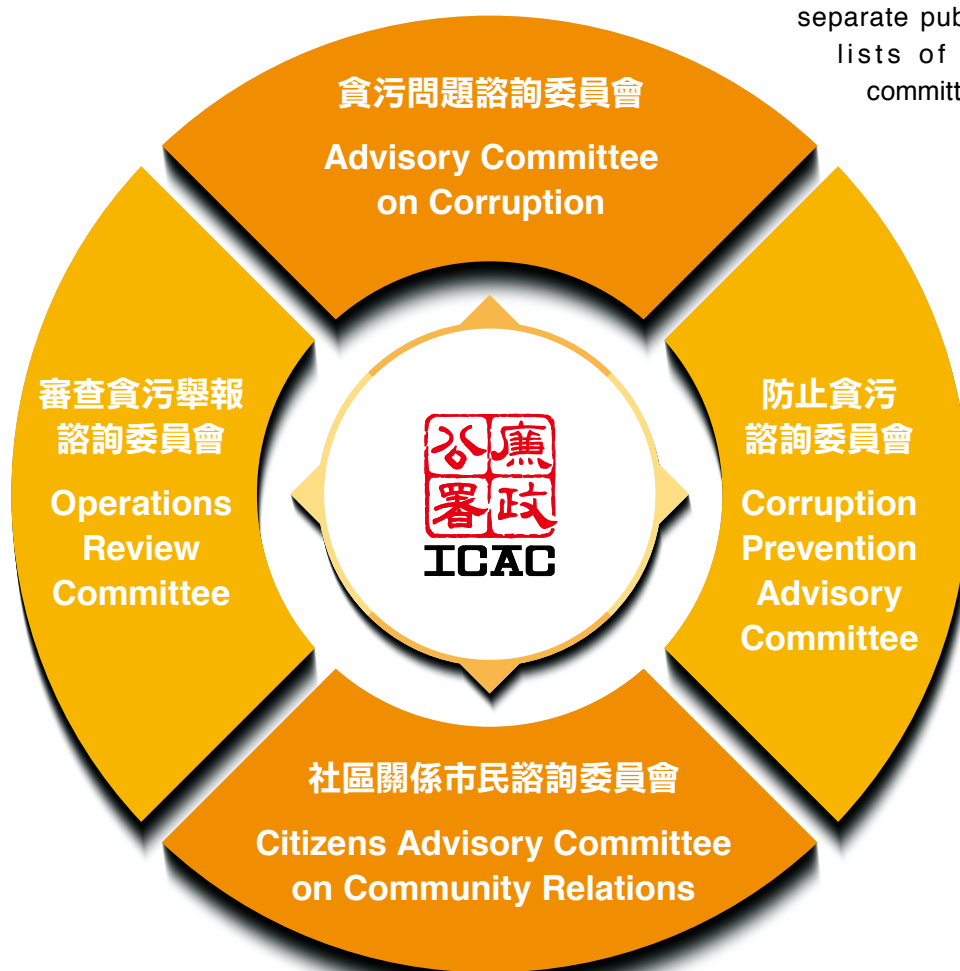 separate
lists of
貪污問題諮詢委員會
Advisory Committee
on Corruption
審查貪污舉報
諮詢委員會
Operations
Review
Committee
廉政
公署
ICAC
防止貪污
諮詢委員會
Corruption
Prevention
Advisory
Committee
社區關係市民諮詢委員會
Citizens Advisory Committee
on Community Relations